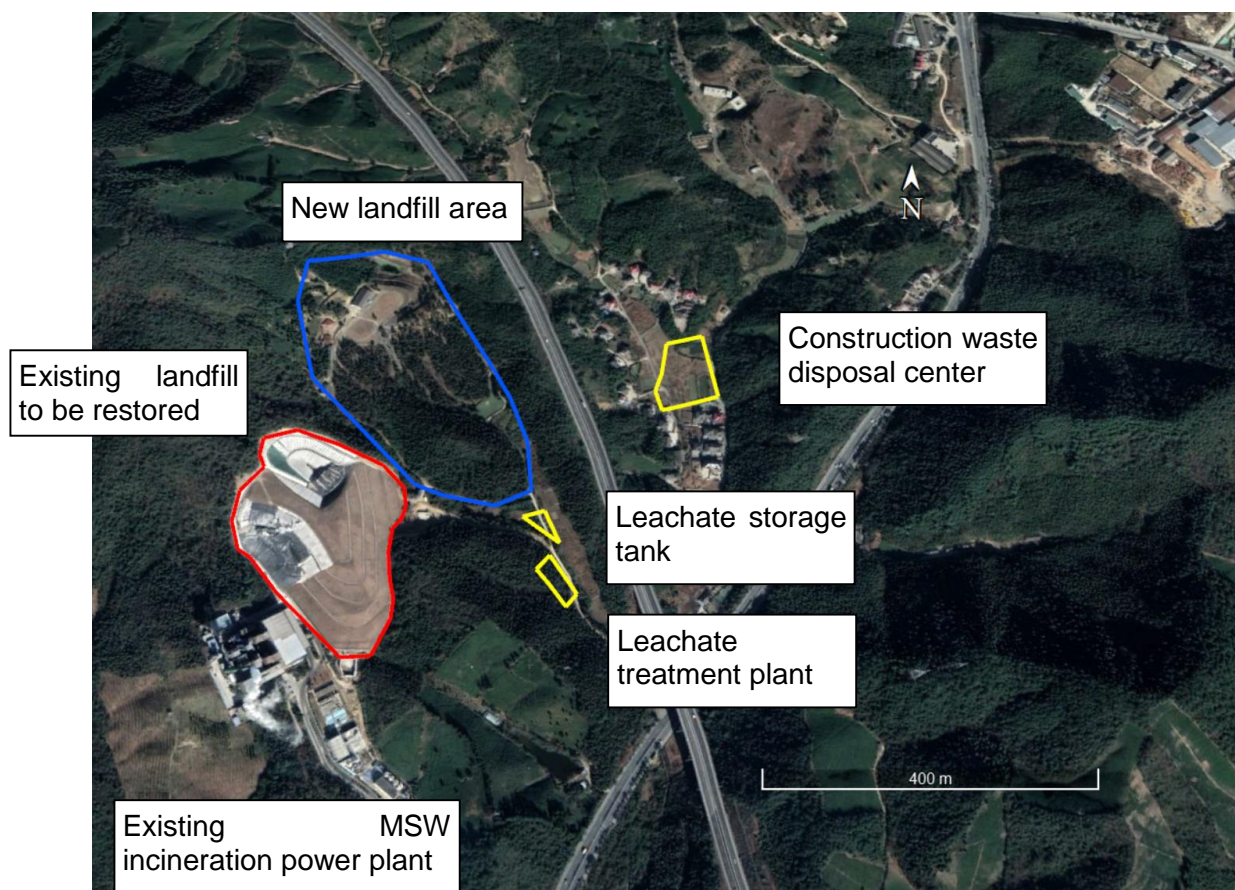 New landfill area
N
Existing landfill
to be restored
Construction waste
disposal center
Leachate storage
tank
Leachate
treatment plant
400 m
Existing MSW
incineration power plant